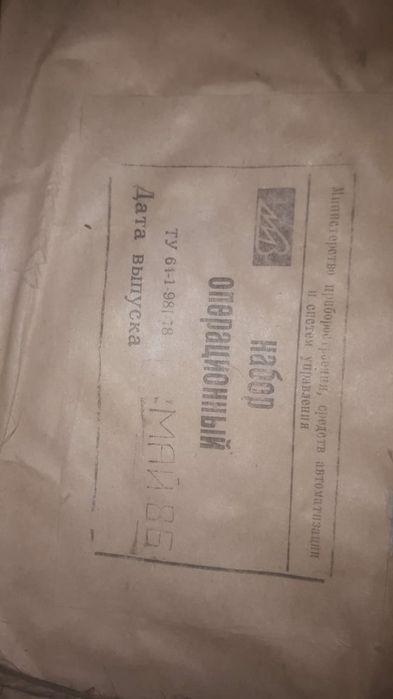 Министерство приборостроения, средств автоматизации
и систем управления
набор
операционный
ТУ 64-1-981-78
Дата выпуска МАЙ 86